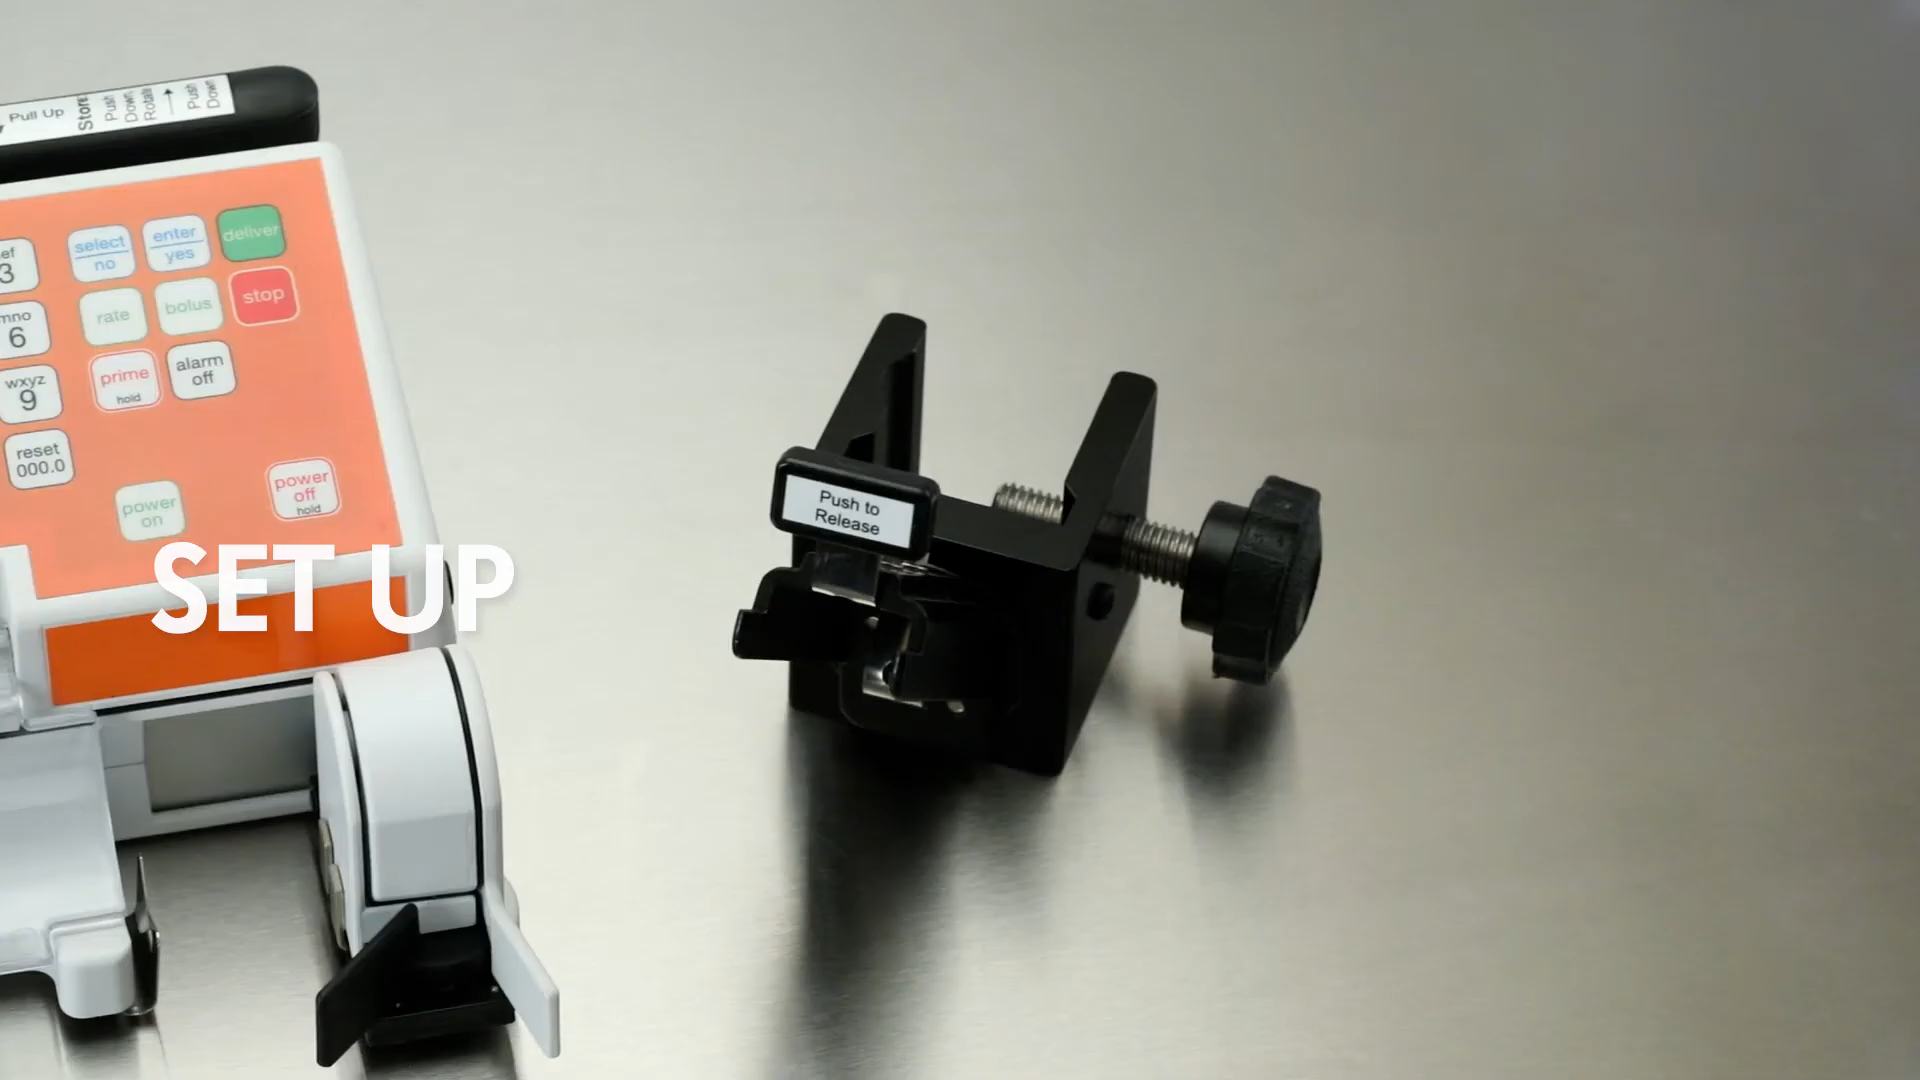 Pull Up
Store
Push
Down
Rotate
Push
Down
select
no
enter
yes
deliver
3
rate
bolus
stop
mno
6
prime
hold
alarm
off
wxyz
9
reset
000.0
power
on
power
off
hold
SET UP
Push to
Release